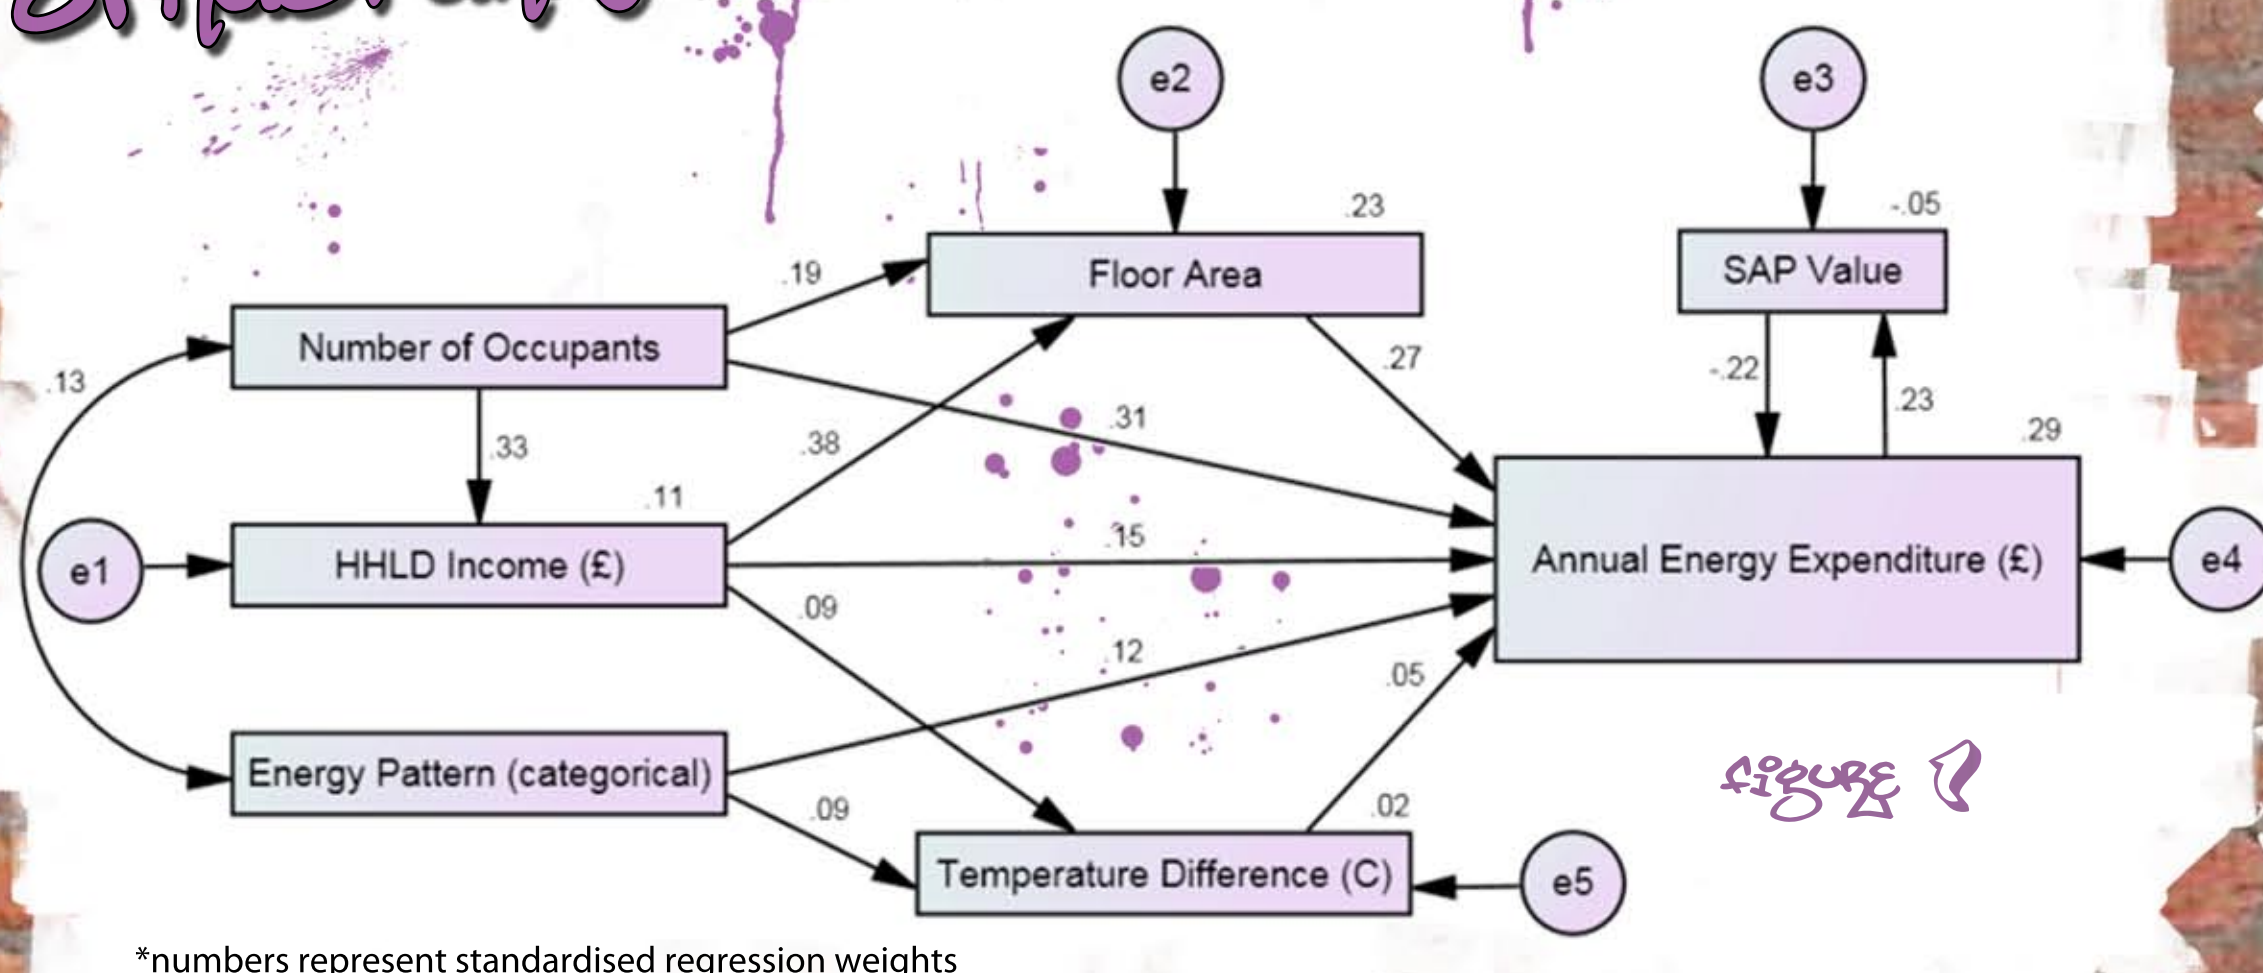 e2
e3
.23
-.05
Floor Area
SAP Value
.19
Number of Occupants
.13
.27
-.22
.23
.31
.29
.33
.38
.11
.15
e1
HHLD Income (£)
Annual Energy Expenditure (£)
e4
.09
.12
.05
Energy Pattern (categorical)
figure 1
.09
.02
Temperature Difference (C)
e5
*numbers represent standardised regression weights